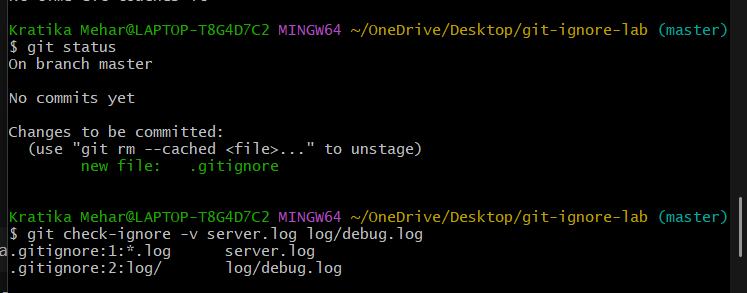 Kratika Mehar@LAPTOP-T8G4D7C2 MINGW64 ~/OneDrive/Desktop/git-ignore-lab (master)
$ git status
On branch master
No commits yet
Changes to be committed:
  (use "git rm --cached <file>..." to unstage)
        new file:   .gitignore
Kratika Mehar@LAPTOP-T8G4D7C2 MINGW64 ~/OneDrive/Desktop/git-ignore-lab (master)
$ git check-ignore -v server.log log/debug.log
.gitignore:1:*.log      server.log
.gitignore:2:log/       log/debug.log